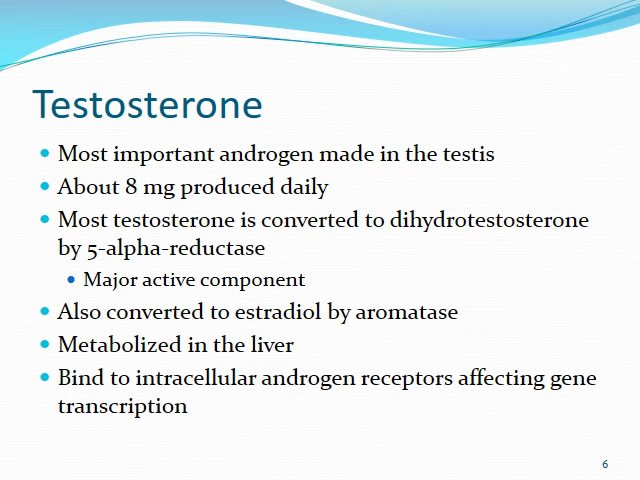 Testosterone
Most important androgen made in the testis
About 8 mg produced daily
Most testosterone is converted to dihydrotestosterone
by 5-alpha-reductase
Major active component
Also converted to estradiol by aromatase
Metabolized in the liver
Bind to intracellular androgen receptors affecting gene
transcription
6